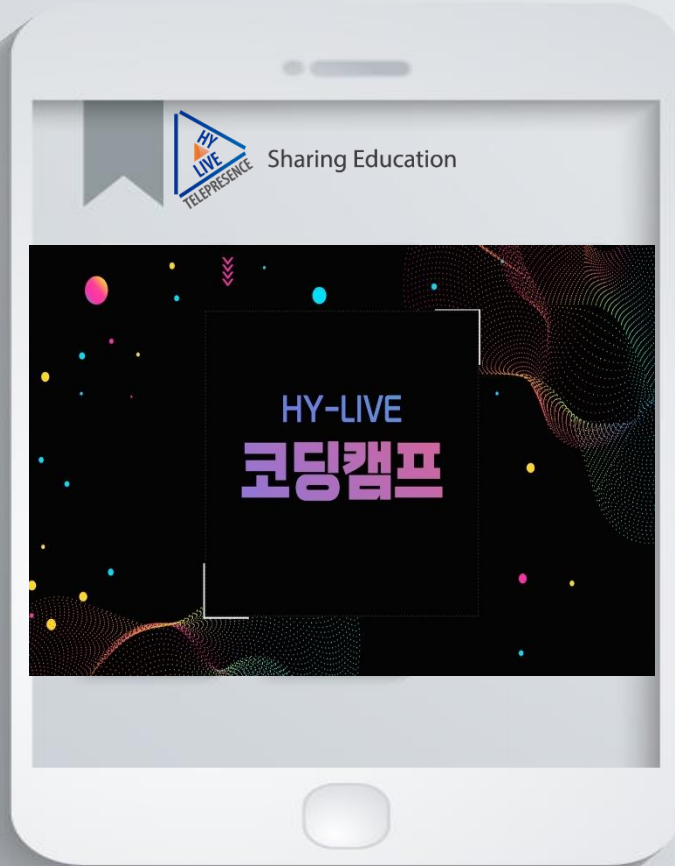 HY
LIVE
TELEPRESENCE
Sharing Education
HY-LIVE
코딩캠프